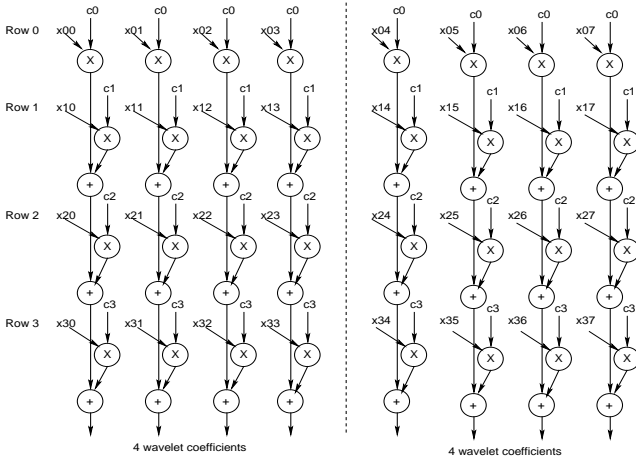 c0 c0 c0 c0 c0 c0 c0 c0
Row 0 x00 x01 x02 x03 x04 x05 x06 x07
X X X X X X X X
c1 c1 c1 c1 c1 c1 c1 c1
Row 1 x10 x11 x12 x13 x14 x15 x16 x17
X X X X X X X X
+ + + + + + + +
c2 c2 c2 c2 c2 c2 c2 c2
Row 2 x20 x21 x22 x23 x24 x25 x26 x27
X X X X X X X X
+ + + + + + + +
c3 c3 c3 c3 c3 c3 c3 c3
Row 3 x30 x31 x32 x33 x34 x35 x36 x37
X X X X X X X X
+ + + + + + + +
4 wavelet coefficients 4 wavelet coefficients